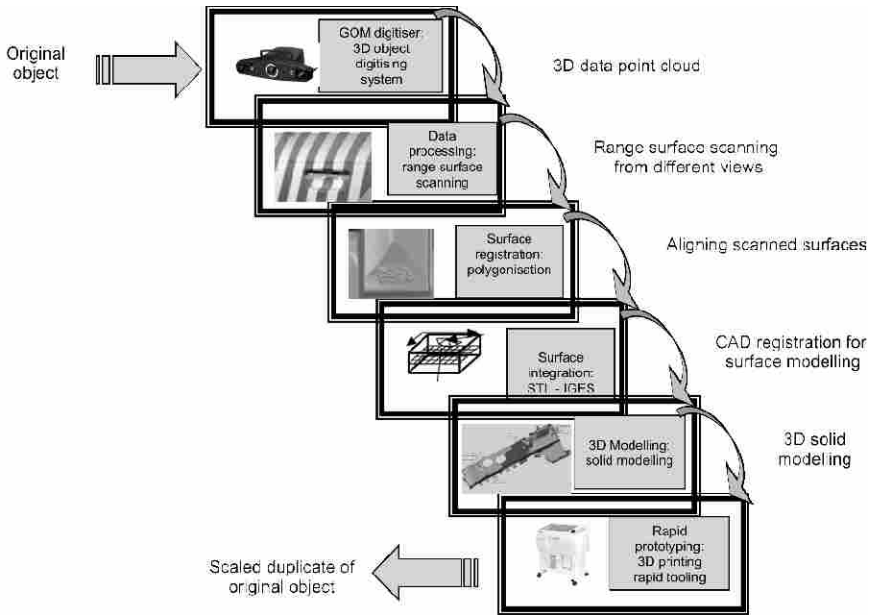 Original
object
GOM digitiser:
3D object
digitising
system
3D data point cloud
Data
processing:
range surface
scanning
Range surface scanning
from different views
Surface
registration:
polygonisation
Aligning scanned surfaces
Surface
integration:
STL - IGES
CAD registration for
surface modelling
3D Modelling:
solid modelling
3D solid
modelling
Rapid
prototyping:
3D printing
rapid tooling
Scaled duplicate of
original object